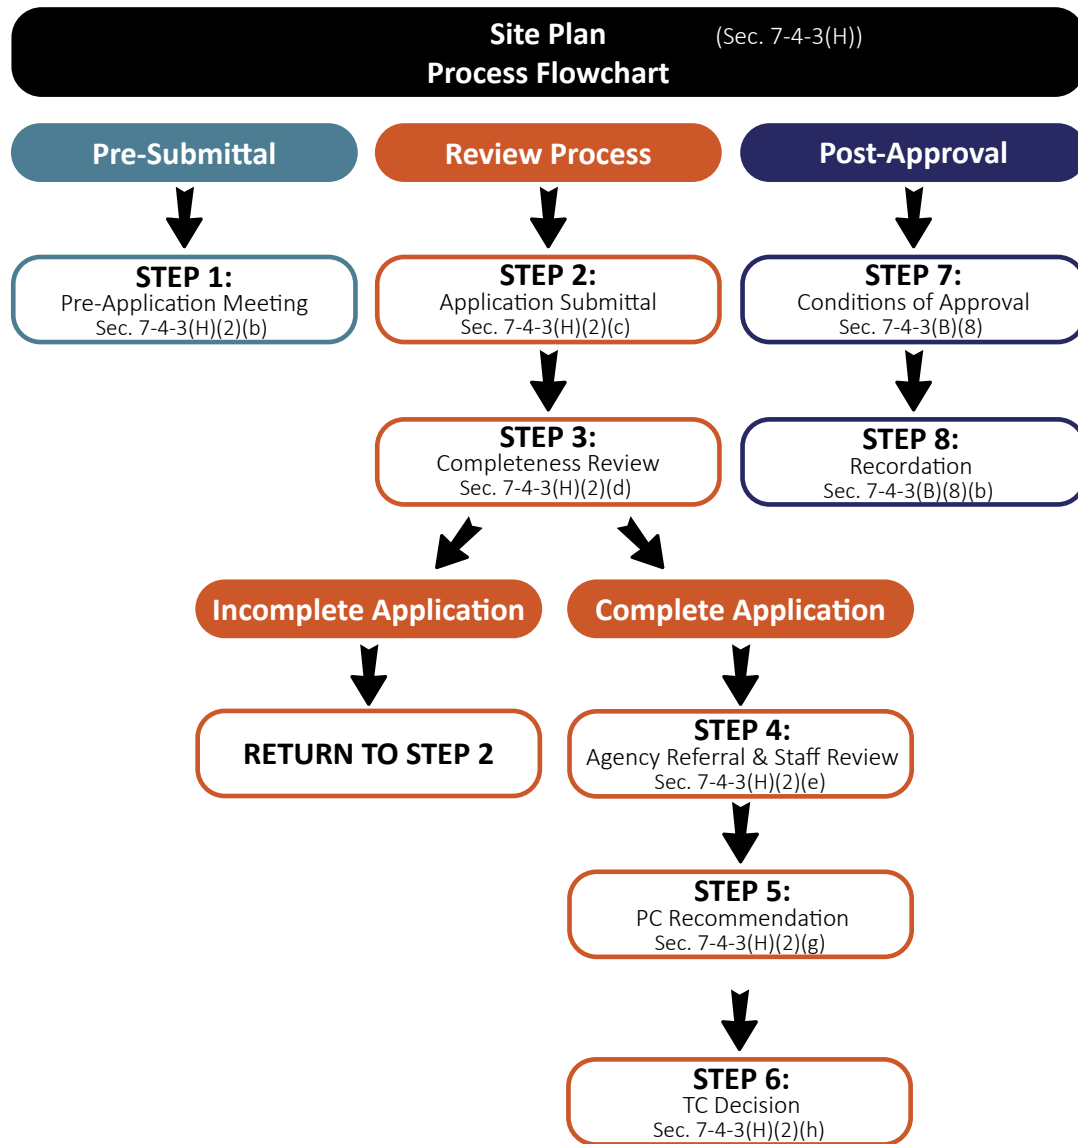 Site Plan (Sec. 7-4-3(H))
Process Flowchart
Pre-Submittal
Review Process
Post-Approval
STEP 1:
Pre-Application Meeting
Sec. 7-4-3(H)(2)(b)
STEP 2:
Application Submittal
Sec. 7-4-3(H)(2)(c)
STEP 7:
Conditions of Approval
Sec. 7-4-3(B)(8)
STEP 3:
Completeness Review
Sec. 7-4-3(H)(2)(d)
STEP 8:
Recordation
Sec. 7-4-3(B)(8)(b)
Incomplete Application
Complete Application
RETURN TO STEP 2
STEP 4:
Agency Referral & Staff Review
Sec. 7-4-3(H)(2)(e)
STEP 5:
PC Recommendation
Sec. 7-4-3(H)(2)(g)
STEP 6:
TC Decision
Sec. 7-4-3(H)(2)(h)